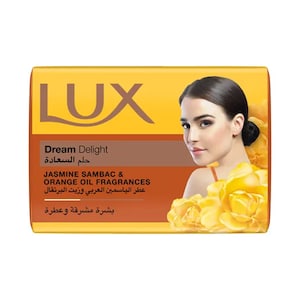 LUX
Dream Delight
حلم السعادة
JASMINE SAMBAC &
ORANGE OIL FRAGRANCES
عطر الياسمين العربي وزيت البرتقال
بشرة مشرقة وعطرة